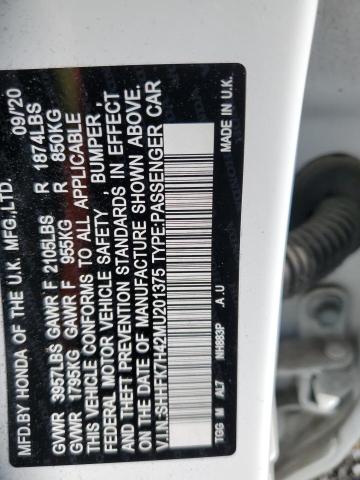 MFD.BY HONDA OF THE U.K. MFG.,LTD. 09/20
GVWR 3957LBS GAWR F 2105LBS R 1874LBS
GVWR 1795KG GAWR F 955KG R 850KG
THIS VEHICLE CONFORMS TO ALL APPLICABLE
FEDERAL MOTOR VEHICLE SAFETY, BUMPER,
AND THEFT PREVENTION STANDARDS IN EFFECT
ON THE DATE OF MANUFACTURE SHOWN ABOVE.
V.I.N:SHHFK7H42MU201375 TYPE:PASSENGER CAR
TGG M AL7 NH883P A U MADE IN U.K.